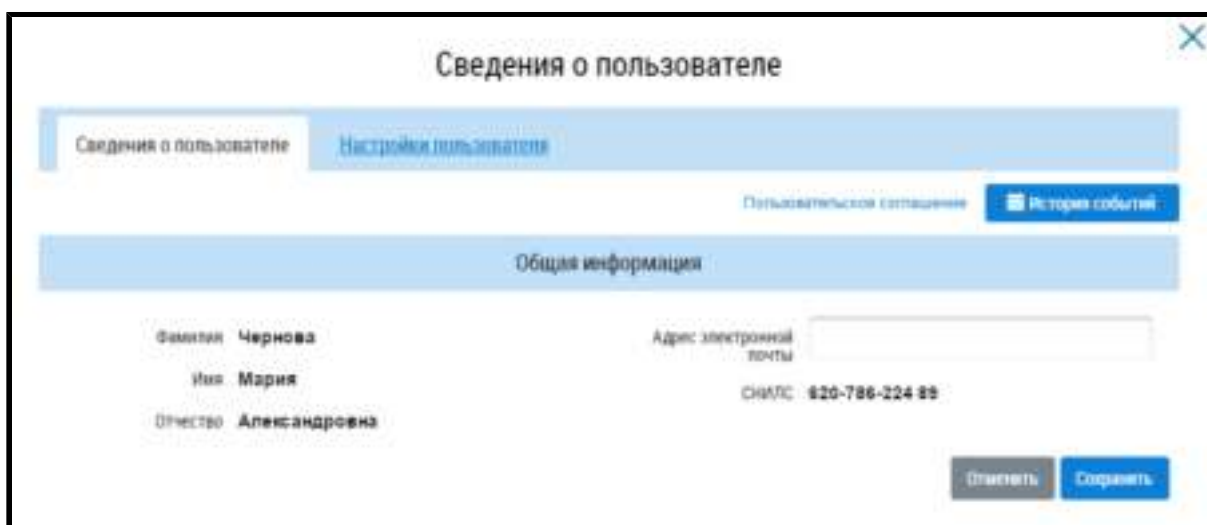 Сведения о пользователе
Сведения о пользователе Настройки пользователя
Пользовательское соглашение История событий
Общая информация
Фамилия Чернова
Адрес электронной
почты
Имя Мария
СНИЛС 620-786-224 89
Отчество Александровна
Отменить Сохранить